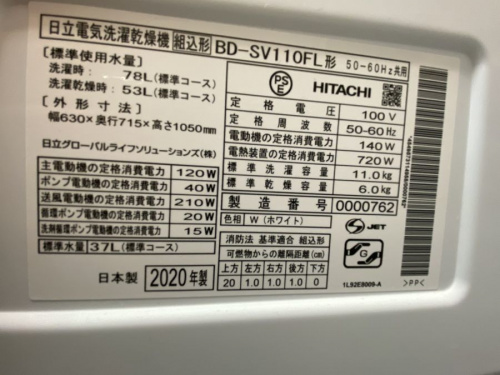 日立電気洗濯乾燥機 組込形 BD-SV110FL形 50-60Hz共用
〔標準使用水量〕
洗濯時: 78L(標準コース)
洗濯乾燥時: 53L(標準コース)
〔外形寸法〕
幅630×奥行715×高さ1050mm
日立グローバルライフソリューションズ(株)
主電動機の定格消費電力 120W
ポンプ電動機の定格消費電力 40W
送風電動機の定格消費電力 210W
循環ポンプ電動機の定格消費電力 20W
洗剤循環ポンプ電動機の定格消費電力 15W
標準水量 37L(標準コース)
日本製 2020年製
PSE HITACHI
定格電圧 100V
定格周波数 50-60Hz
電動機の定格消費電力 140W
電熱装置の定格消費電力 720W
標準洗濯容量 11.0kg
標準乾燥容量 6.0kg
製造番号 0000762
色相 W(ホワイト)
消防法 基準適合 組込形
可燃物からの離隔距離(cm)
上方 左方 右方 後方 下方
20 1.0 1.0 1.0 0
S JET
G
1L92E8009-A
>PP<